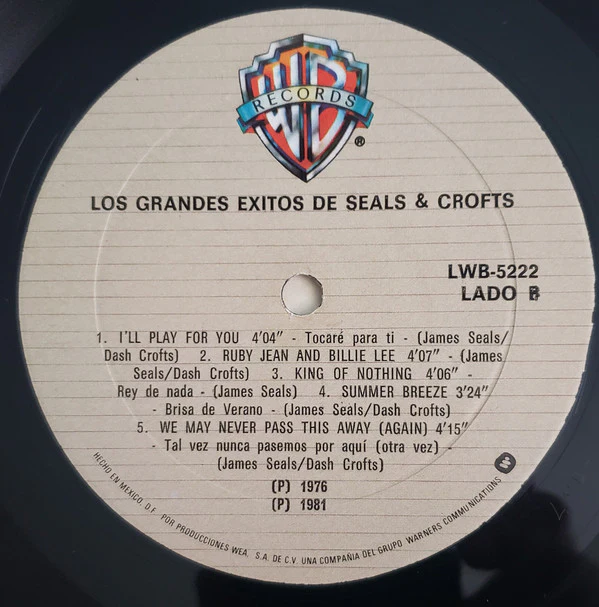 WB
RECORDS
®
LOS GRANDES EXITOS DE SEALS & CROFTS
LWB-5222
LADO B
1. I'LL PLAY FOR YOU 4'04" - Tocaré para ti - (James Seals/
Dash Crofts) 2. RUBY JEAN AND BILLIE LEE 4'07" - (James
Seals/Dash Crofts) 3. KING OF NOTHING 4'06" -
Rey de nada - (James Seals) 4. SUMMER BREEZE 3'24"
- Brisa de Verano - (James Seals/Dash Crofts)
5. WE MAY NEVER PASS THIS AWAY (AGAIN) 4'15"
- Tal vez nunca pasemos por aquí (otra vez) -
(James Seals/Dash Crofts)
(P) 1976
(P) 1981
HECHO EN MEXICO, D.F. POR PRODUCCIONES WEA, S.A. DE C.V. UNA COMPAÑIA DEL GRUPO WARNERS COMMUNICATIONS